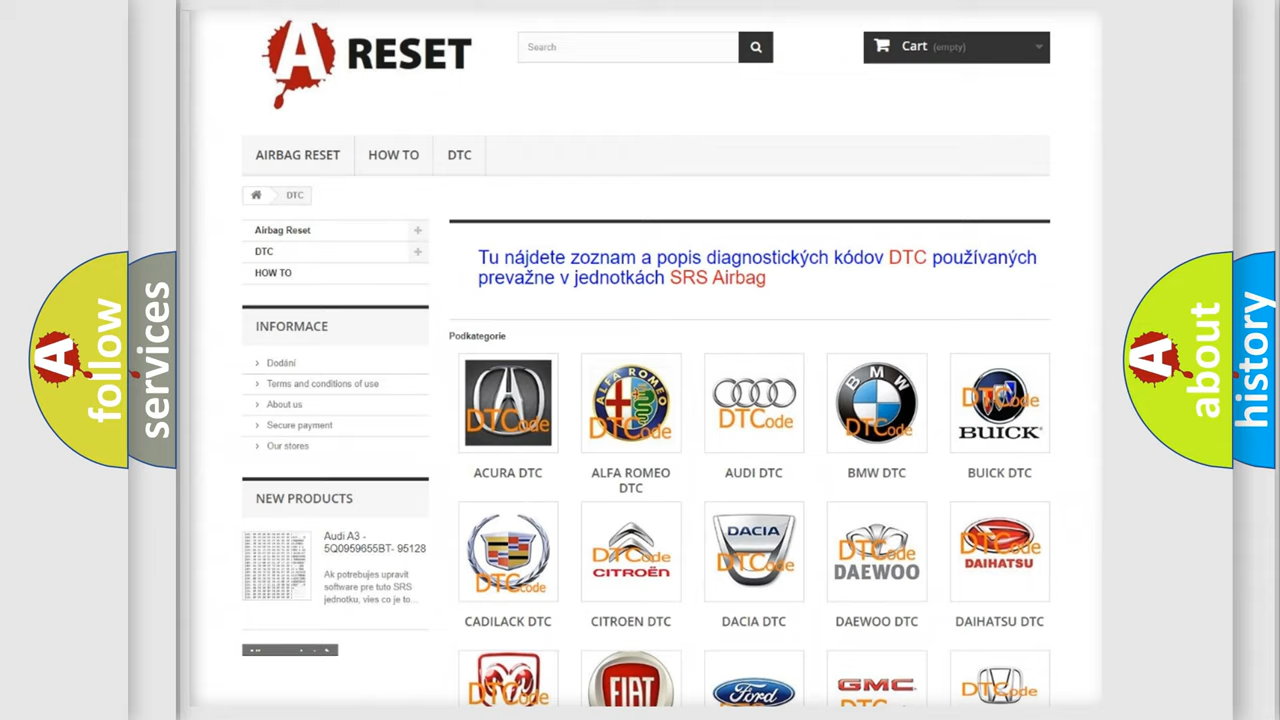 A RESET
Search
Cart (empty)
AIRBAG RESET
HOW TO
DTC
DTC
Airbag Reset
DTC
HOW TO
Tu nájdete zoznam a popis diagnostických kódov DTC používaných
prevažne v jednotkách SRS Airbag
INFORMACE
Dodání
Terms and conditions of use
About us
Secure payment
Our stores
Podkategorie
DTCode
ACURA DTC
ALFA ROMEO
DTCode
ALFA ROMEO
DTC
DTCode
AUDI DTC
BMW
DTCode
BMW DTC
DTCode
BUICK
BUICK DTC
NEW PRODUCTS
Audi A3 -
5Q0959655BT- 95128
Ak potrebujes upravit
software pre tuto SRS
jednotku, vies co je to...
DTCode
CADILACK DTC
DTCode
CITROËN
CITROEN DTC
DACIA
DTCode
DACIA DTC
DTCode
DAEWOO
DAEWOO DTC
DTCode
DAIHATSU
DAIHATSU DTC
DTCode
FIAT
Ford
GMC
DTCode
A follow
services
A about
history